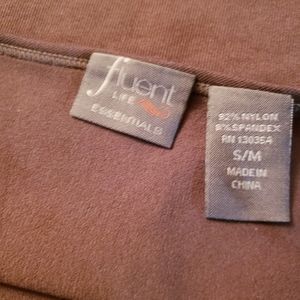 fluent
LIFE
ESSENTIALS
92% NYLON
8% SPANDEX
RN 130354
S/M
MADE IN
CHINA